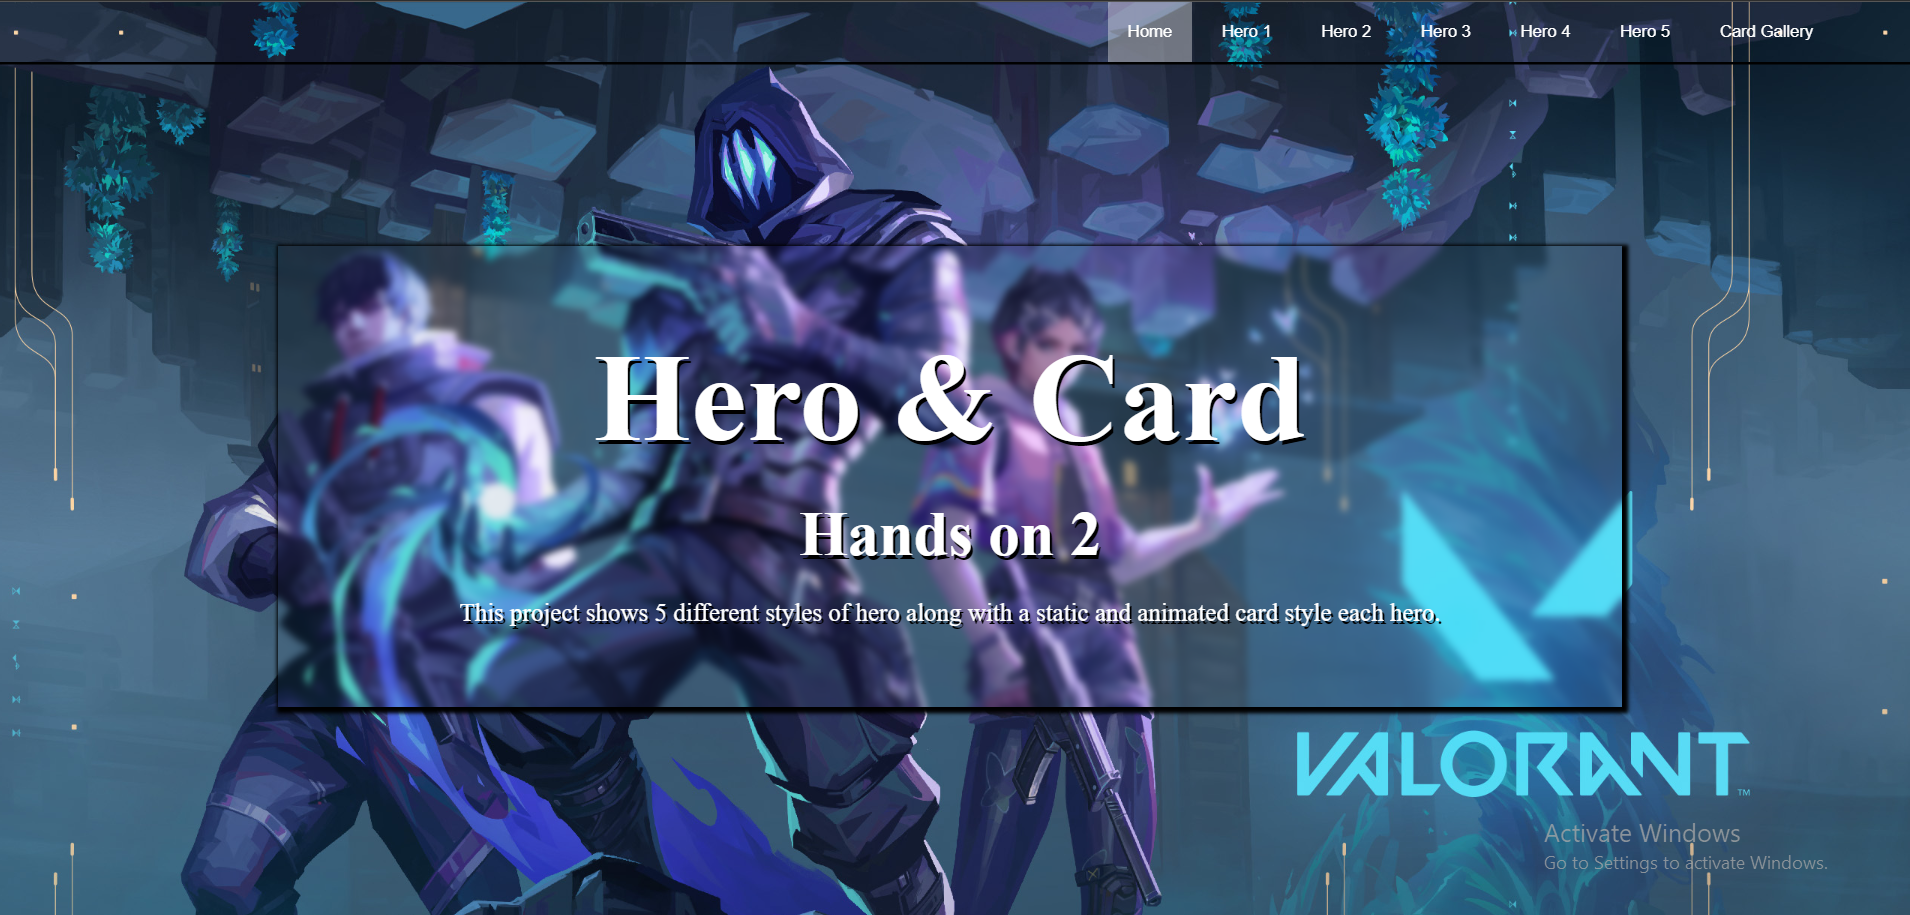 Home Hero 1 Hero 2 Hero 3 Hero 4 Hero 5 Card Gallery
Hero & Card
Hands on 2
This project shows 5 different styles of hero along with a static and animated card style each hero.
VALORANT™
Activate Windows
Go to Settings to activate Windows.